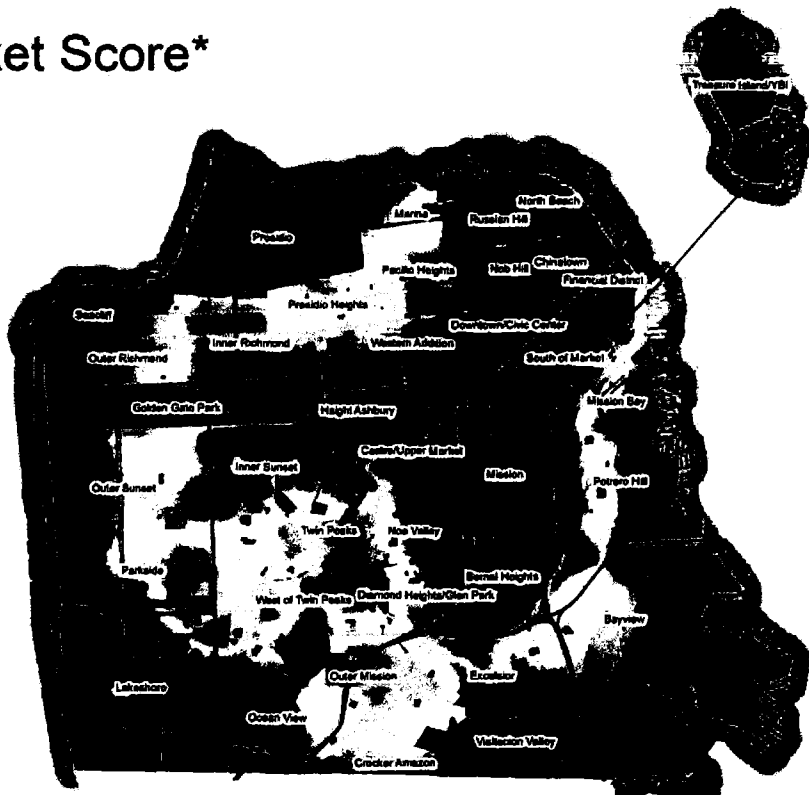 ket Score*
Treasure Island/YBI
North Beach
Marina
Russian Hill
Presidio
Chinatown
Pacific Heights
Nob Hill
Financial District
Presidio Heights
Seacliff
Downtown/Civic Center
Inner Richmond
Western Addition
Outer Richmond
South of Market
Mission Bay
Golden Gate Park
Haight Ashbury
Castro/Upper Market
Inner Sunset
Mission
Outer Sunset
Potrero Hill
Twin Peaks
Noe Valley
Parkside
Bernal Heights
West of Twin Peaks
Diamond Heights/Glen Park
Bayview
Outer Mission
Excelsior
Lakeshore
Ocean View
Visitacion Valley
Crocker Amazon